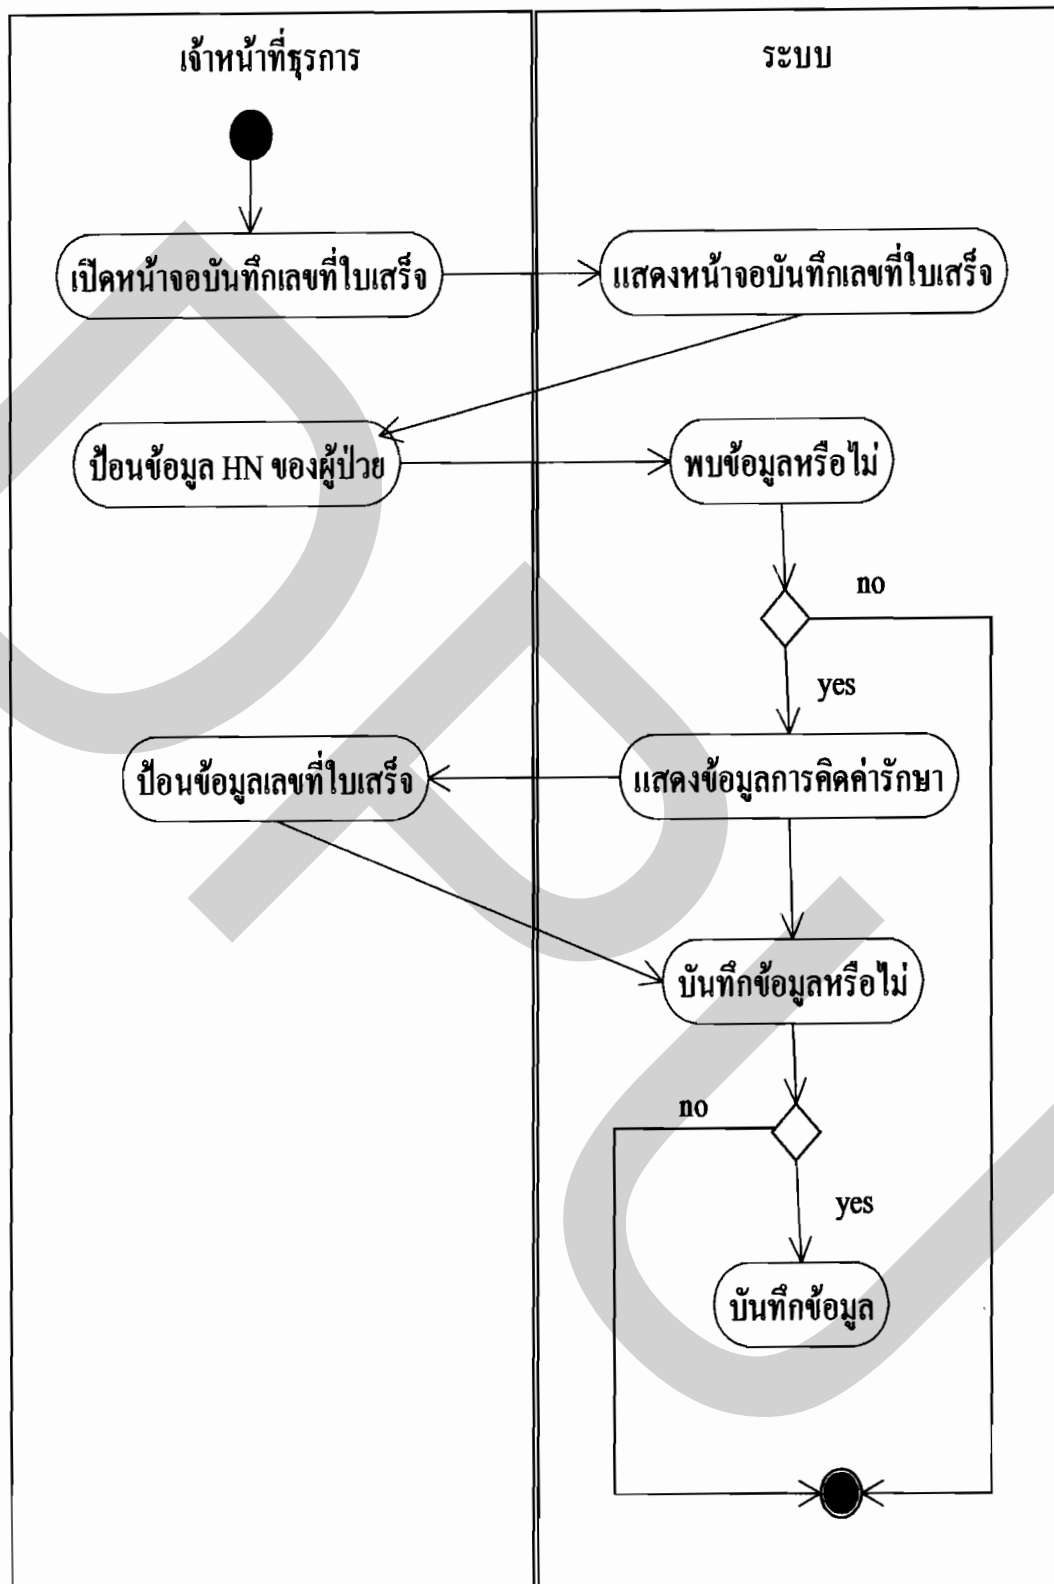 เจ้าหน้าที่ธุรการ
ระบบ
เปิดหน้าจอบันทึกเลขที่ใบเสร็จ
แสดงหน้าจอบันทึกเลขที่ใบเสร็จ
ป้อนข้อมูล HN ของผู้ป่วย
พบข้อมูลหรือไม่
no
yes
ป้อนข้อมูลเลขที่ใบเสร็จ
แสดงข้อมูลการคิดค่ารักษา
บันทึกข้อมูลหรือไม่
no
yes
บันทึกข้อมูล